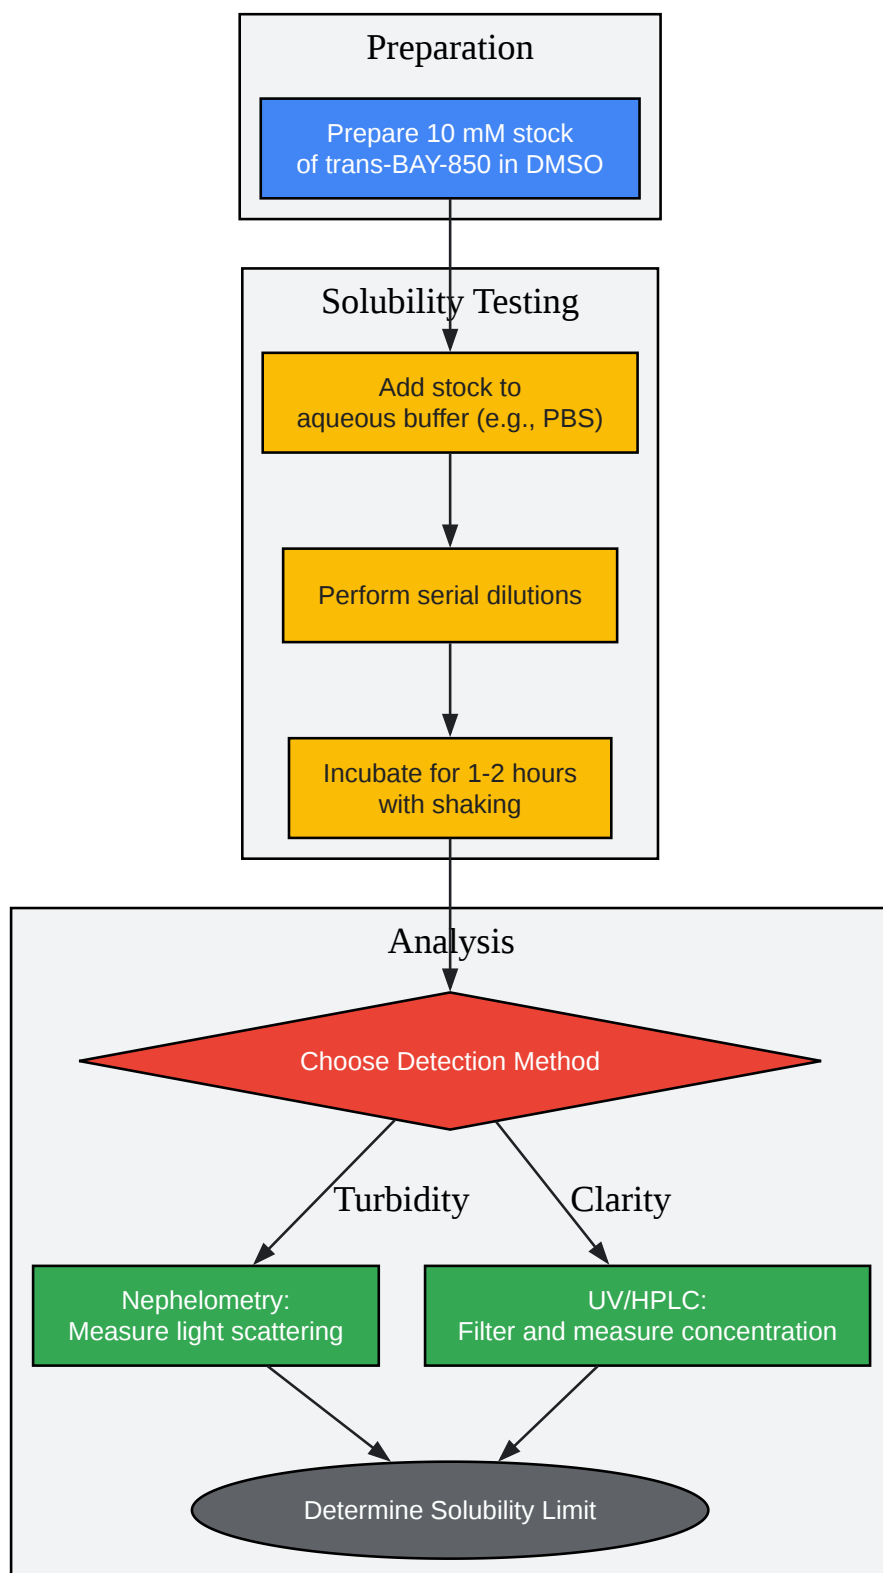 Preparation
Prepare 10 mM stock
of trans-BAY-850 in DMSO
Solubility Testing
Add stock to
aqueous buffer (e.g., PBS)
Perform serial dilutions
Incubate for 1-2 hours
with shaking
Analysis
Choose Detection Method
Turbidity
Clarity
Nephelometry:
Measure light scattering
UV/HPLC:
Filter and measure concentration
Determine Solubility Limit